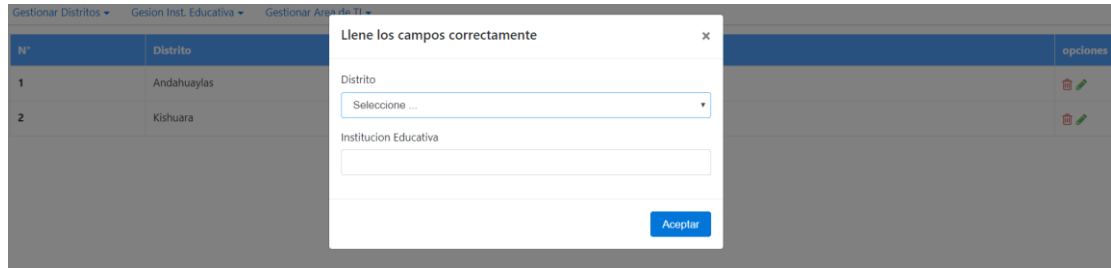 Gestionar Distritos Gesion Inst. Educativa Gestionar Area de TI
Llene los campos correctamente ×
N° Distrito opciones
Distrito
1 Andahuaylas
Seleccione ...
2 Kishuara
Institucion Educativa
Aceptar